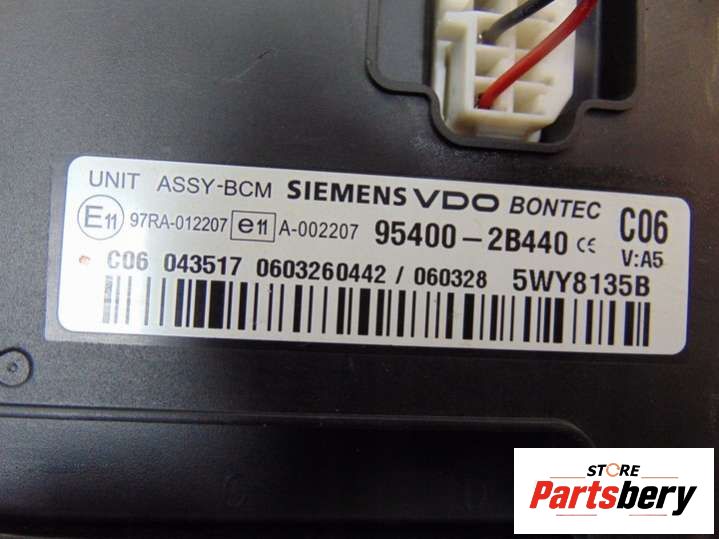 UNIT ASSY-BCM SIEMENS VDO BONTEC C06
E11 97RA-012207 e11 A-002207 95400-2B440 CE V:A5
C06 043517 0603260442 / 060328 5WY8135B
STORE
Partsbery